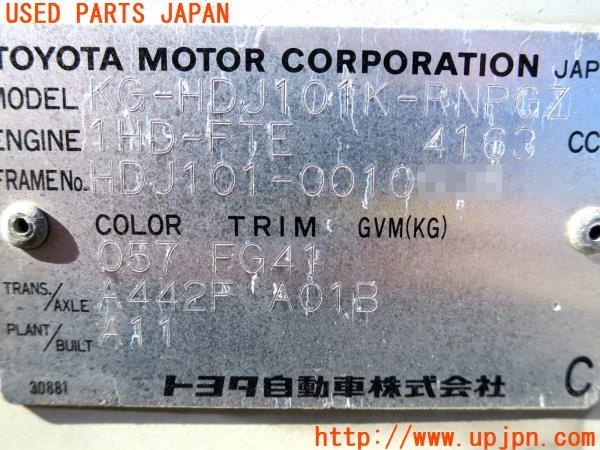 USED PARTS JAPAN
TOYOTA MOTOR CORPORATION JAP
MODEL KG-HDJ101K-RNPGZ
ENGINE 1HD-FTE 4163 CC
FRAME No. HDJ101-0010
COLOR TRIM GVM(KG)
057 FG41
TRANS./AXLE A442F A01B
PLANT/BUILT A11
30881 トヨタ自動車株式会社 C
http://www.upjpn.com